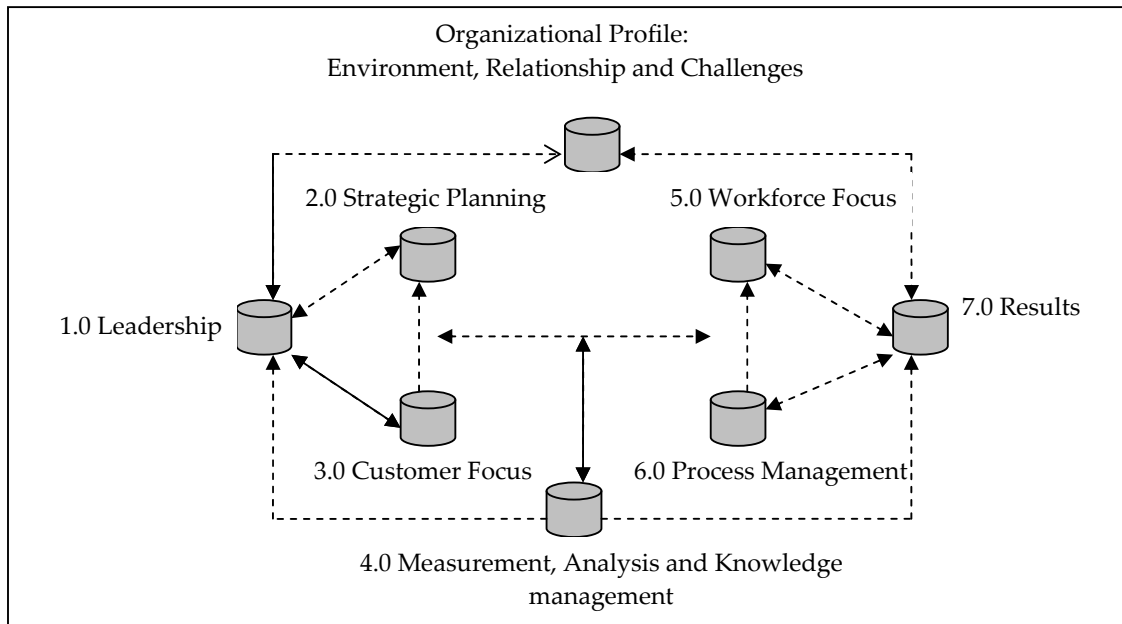 Organizational Profile:
Environment, Relationship and Challenges
2.0 Strategic Planning
5.0 Workforce Focus
1.0 Leadership
7.0 Results
3.0 Customer Focus
6.0 Process Management
4.0 Measurement, Analysis and Knowledge
management